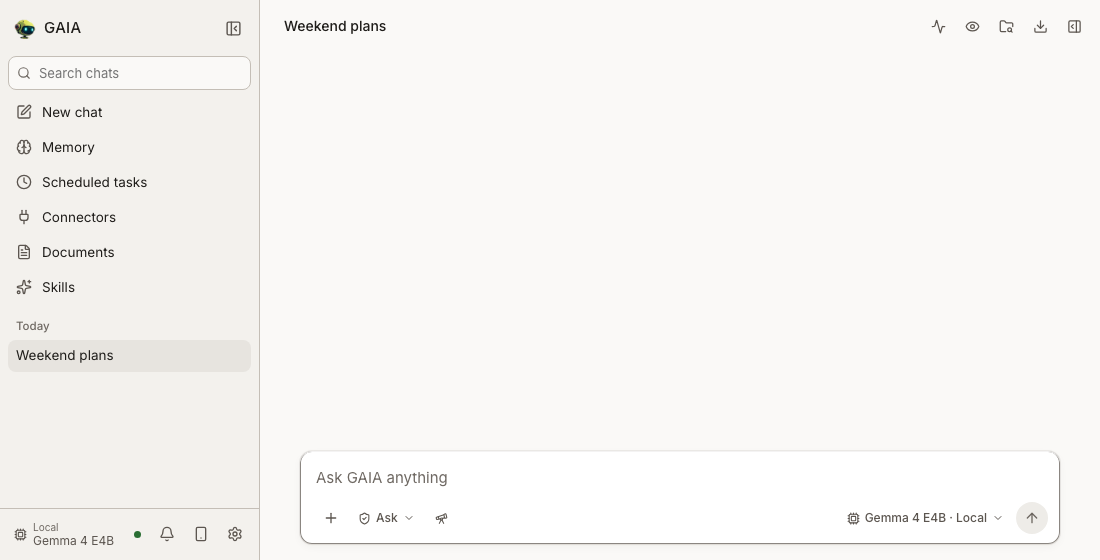 GAIA
Search chats
New chat
Memory
Scheduled tasks
Connectors
Documents
Skills
Today
Weekend plans
Local
Gemma 4 E4B
Weekend plans
Ask GAIA anything
Ask
Gemma 4 E4B · Local